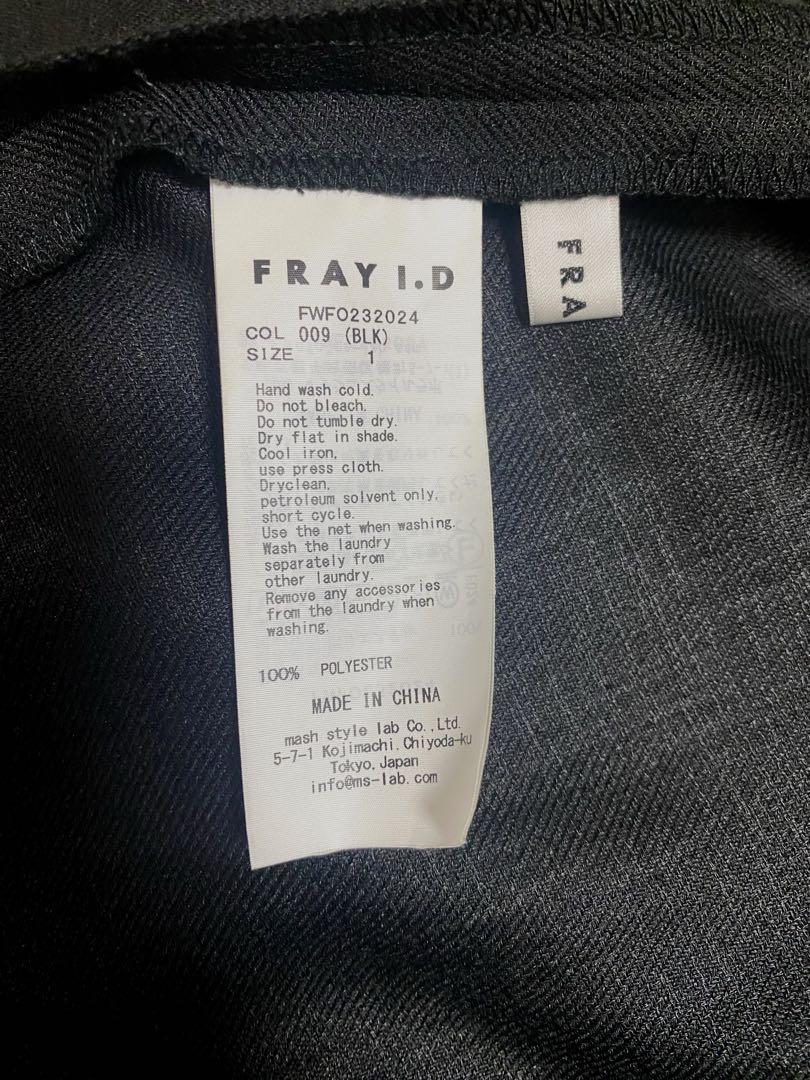 FRAY I.D
FWFO232024
COL 009 (BLK)
SIZE 1
Hand wash cold.
Do not bleach.
Do not tumble dry.
Dry flat in shade.
Cool iron,
use press cloth.
Dryclean,
petroleum solvent only,
short cycle.
Use the net when washing.
Wash the laundry
separately from
other laundry.
Remove any accessories
from the laundry when
washing.
100% POLYESTER
MADE IN CHINA
mash style lab Co.,Ltd.
5-7-1 Kojimachi,Chiyoda-ku
Tokyo,Japan
info@ms-lab.com
FRA